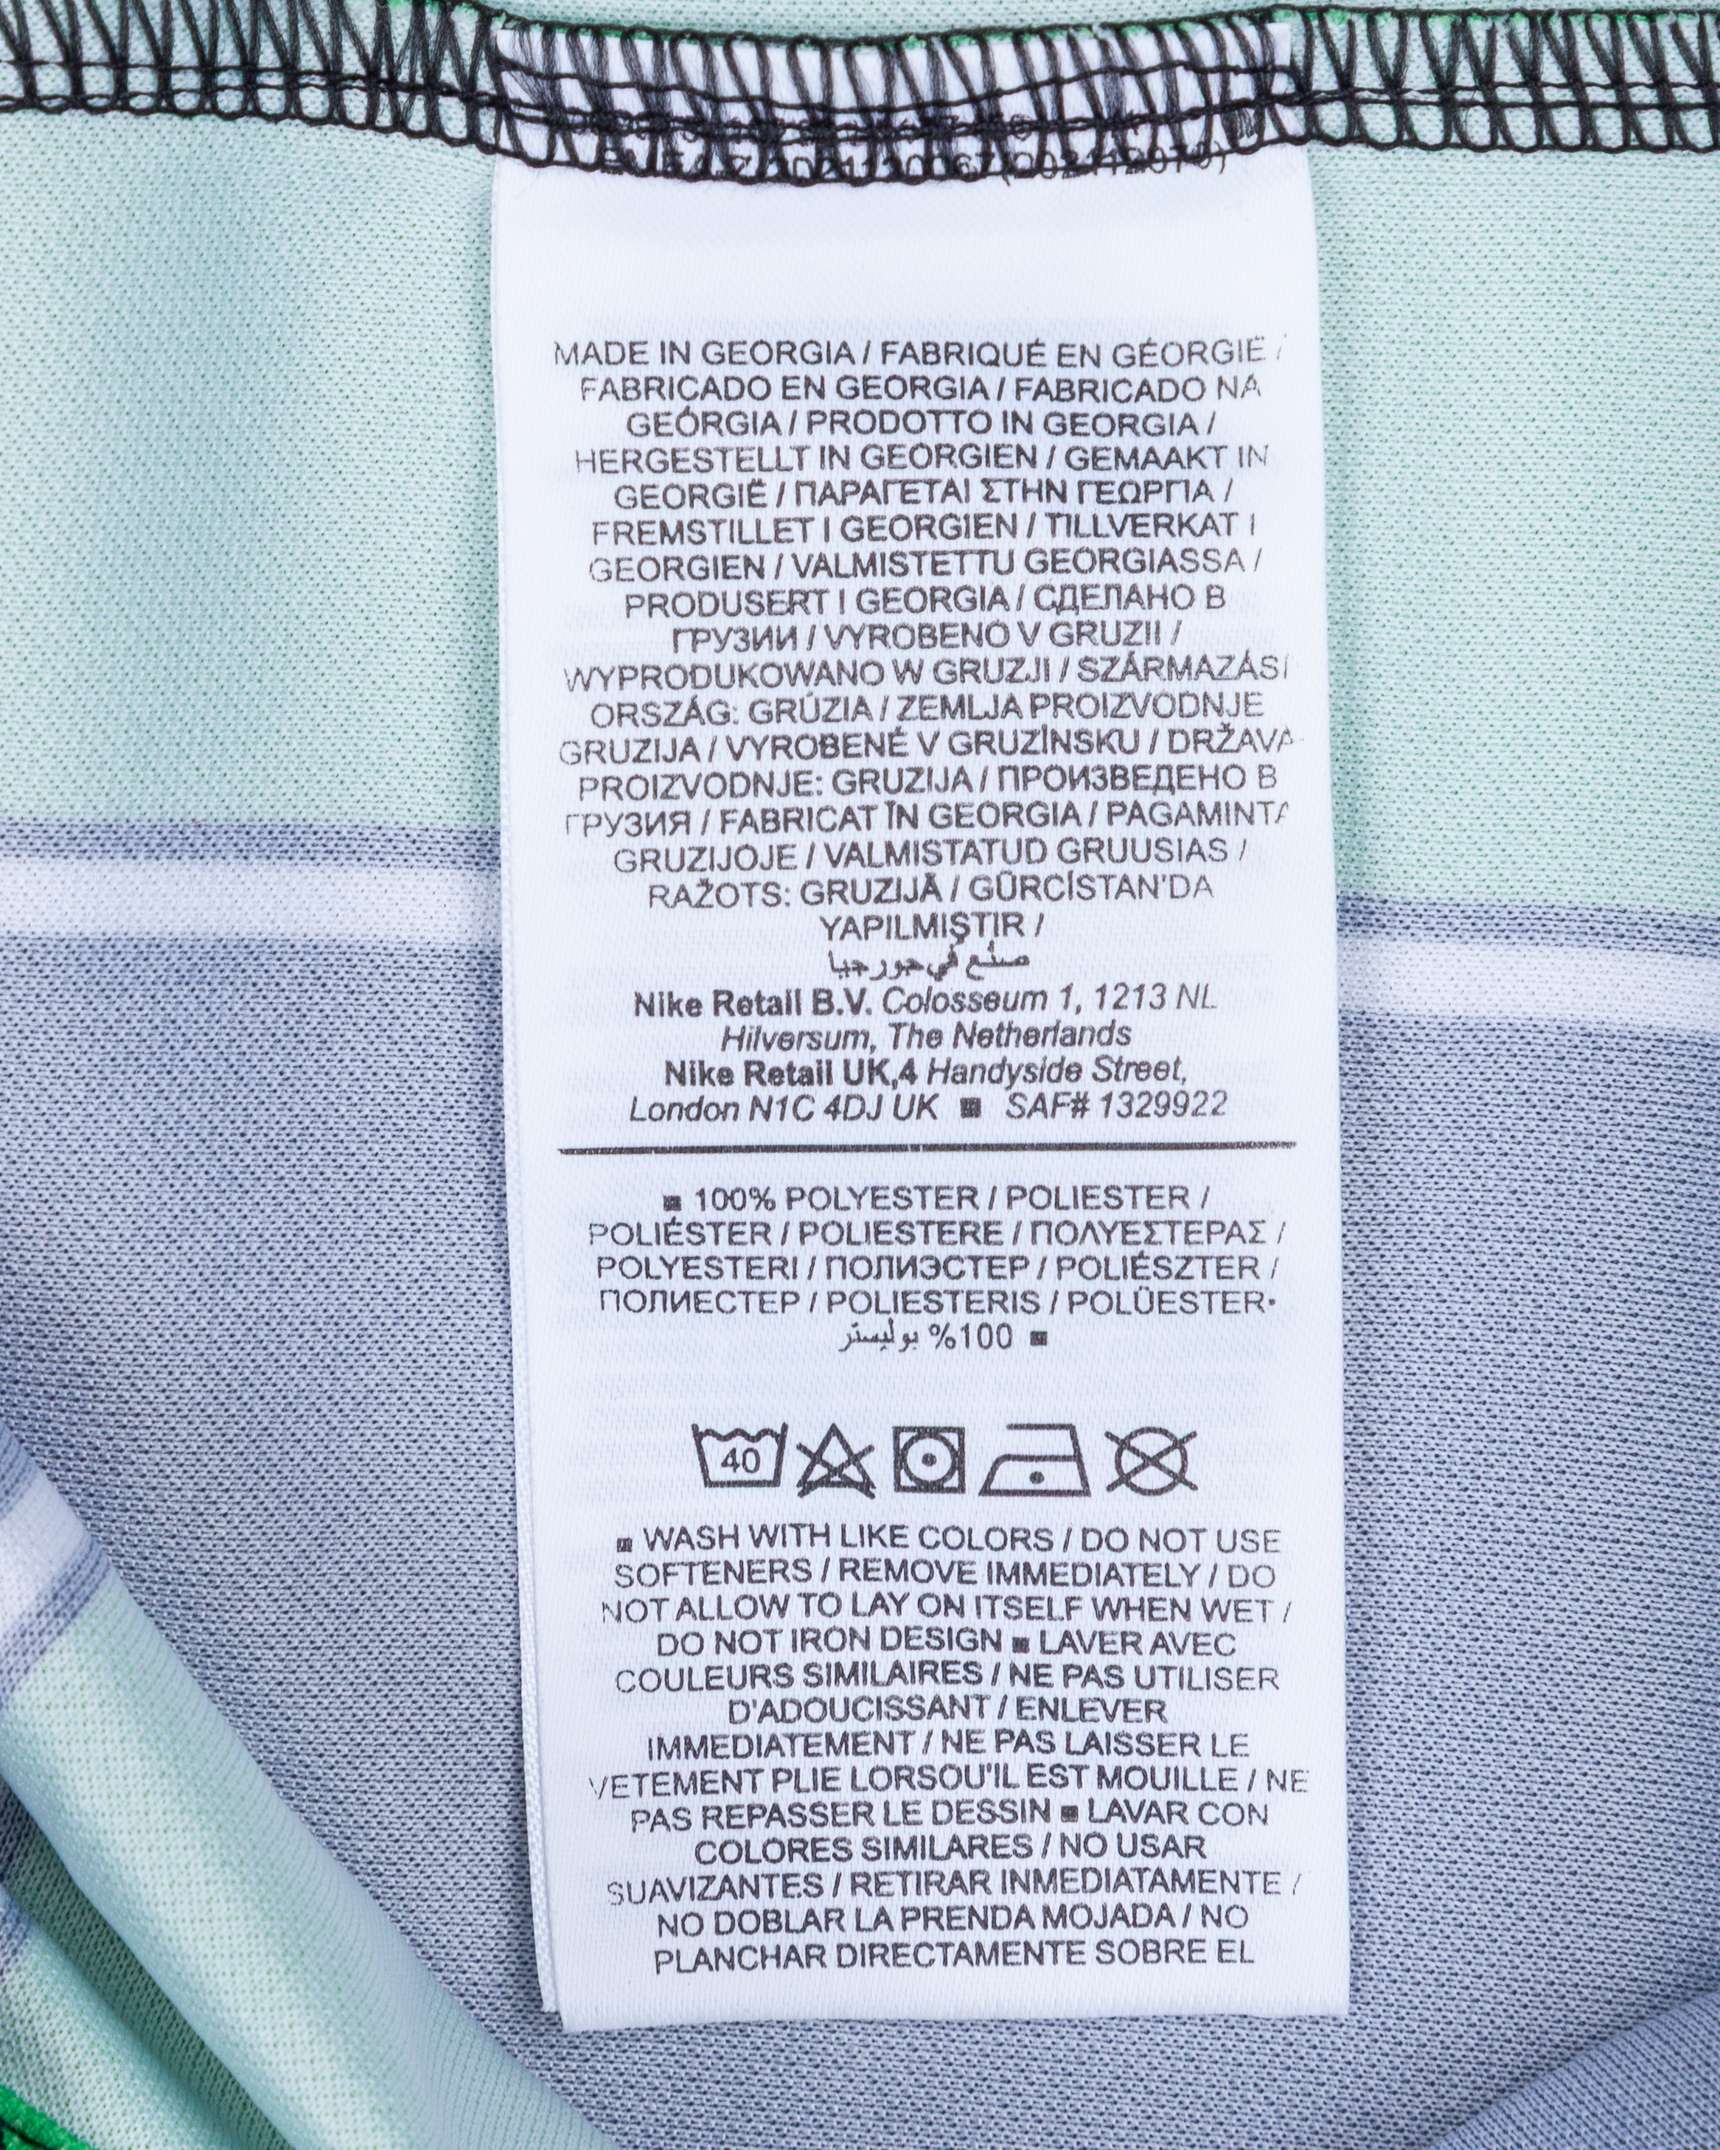 MADE IN GEORGIA / FABRIQUÉ EN GÉORGIE /
FABRICADO EN GEORGIA / FABRICADO NA
GEÓRGIA / PRODOTTO IN GEORGIA /
HERGESTELLT IN GEORGIEN / GEMAAKT IN
GEORGIË / ΠΑΡΑΓΕΤΑΙ ΣΤΗΝ ΓΕΩΡΓΙΑ /
FREMSTILLET I GEORGIEN / TILLVERKAT I
GEORGIEN / VALMISTETTU GEORGIASSA /
PRODUSERT I GEORGIA / СДЕЛАНО В
ГРУЗИИ / VYROBENO V GRUZII /
WYPRODUKOWANO W GRUZJI / SZÁRMAZÁSI
ORSZÁG: GRÚZIA / ZEMLJA PROIZVODNJE
GRUZIJA / VYROBENÉ V GRUZÍNSKU / DRŽAVA
PROIZVODNJE: GRUZIJA / ПРОИЗВЕДЕНО В
ГРУЗИЯ / FABRICAT ÎN GEORGIA / PAGAMINTA
GRUZIJOJE / VALMISTATUD GRUUSIAS /
RAŽOTS: GRUZIJĀ / GÜRCİSTAN'DA
YAPILMIŞTIR /
صنع في جورجيا
Nike Retail B.V. Colosseum 1, 1213 NL
Hilversum, The Netherlands
Nike Retail UK,4 Handyside Street,
London N1C 4DJ UK ■ SAF# 1329922
■ 100% POLYESTER / POLIESTER /
POLIÉSTER / POLIESTERE / ΠΟΛΥΕΣΤΕΡΑΣ /
POLYESTERI / ПОЛИЭСТЕР / POLIÉSZTER /
ПОЛИЕСТЕР / POLIESTERIS / POLÜESTER
■ 100% بوليستر
40
■ WASH WITH LIKE COLORS / DO NOT USE
SOFTENERS / REMOVE IMMEDIATELY / DO
NOT ALLOW TO LAY ON ITSELF WHEN WET /
DO NOT IRON DESIGN ■ LAVER AVEC
COULEURS SIMILAIRES / NE PAS UTILISER
D'ADOUCISSANT / ENLEVER
IMMEDIATEMENT / NE PAS LAISSER LE
VETEMENT PLIE LORSQU'IL EST MOUILLE / NE
PAS REPASSER LE DESSIN ■ LAVAR CON
COLORES SIMILARES / NO USAR
SUAVIZANTES / RETIRAR INMEDIATAMENTE /
NO DOBLAR LA PRENDA MOJADA / NO
PLANCHAR DIRECTAMENTE SOBRE EL